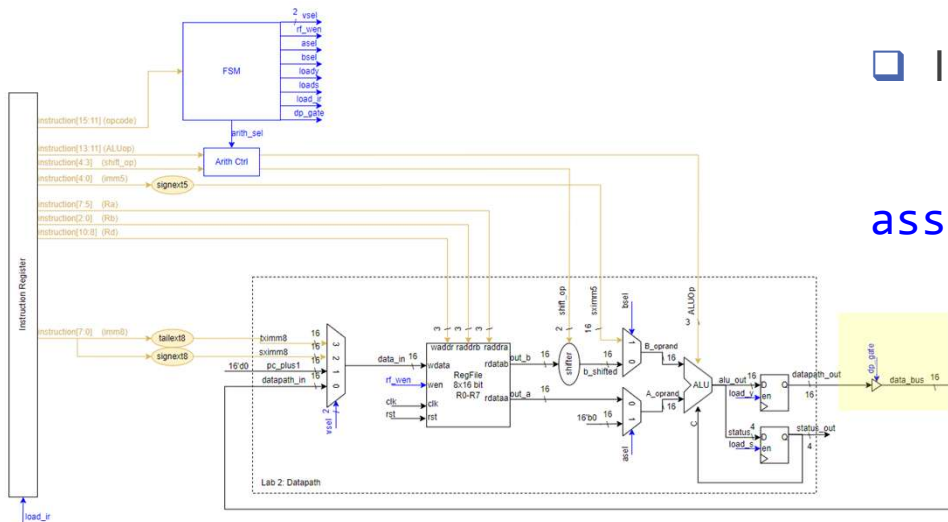 2 vsel
rf_wen
asel
bsel
loady
loads
load_ir
dp_gate
FSM
I
arith_sel
instruction[15:11] (opcode)
instruction[13:11] (ALUop)
instruction[4:3] (shift_op)
Arith Ctrl
instruction[4:0] (imm5)
signext5
instruction[7:5] (Ra)
instruction[2:0] (Rb)
instruction[10:8] (Rd)
ass
Instruction Register
instruction[7:0] (imm8)
tailext8
signext8
tximm8 16
sximm8 16
16'd0 pc_plus1 16
datapath_in 16
3
2
1
0
vsel 2
data_in 16
rf_wen
clk
rst
3 3 3
waddr raddrb raddra
wdata
wen
clk
rst
RegFile
8x16 bit
R0-R7
rdatab
rdataa
out_b 16
out_a 16
shift_op 2
shifter
b_shifted
16
sximm5
16
bsel
1
0
B_oprand
16
16'b0 16
0
1
asel
A_oprand
16
ALUOp
3
ALU
C
alu_out 16
load_y
D Q
en
datapath_out
16
status 4
load_s
D Q
en
status_out
4
dp_gate
data_bus 16
Lab 2: Datapath
load_ir